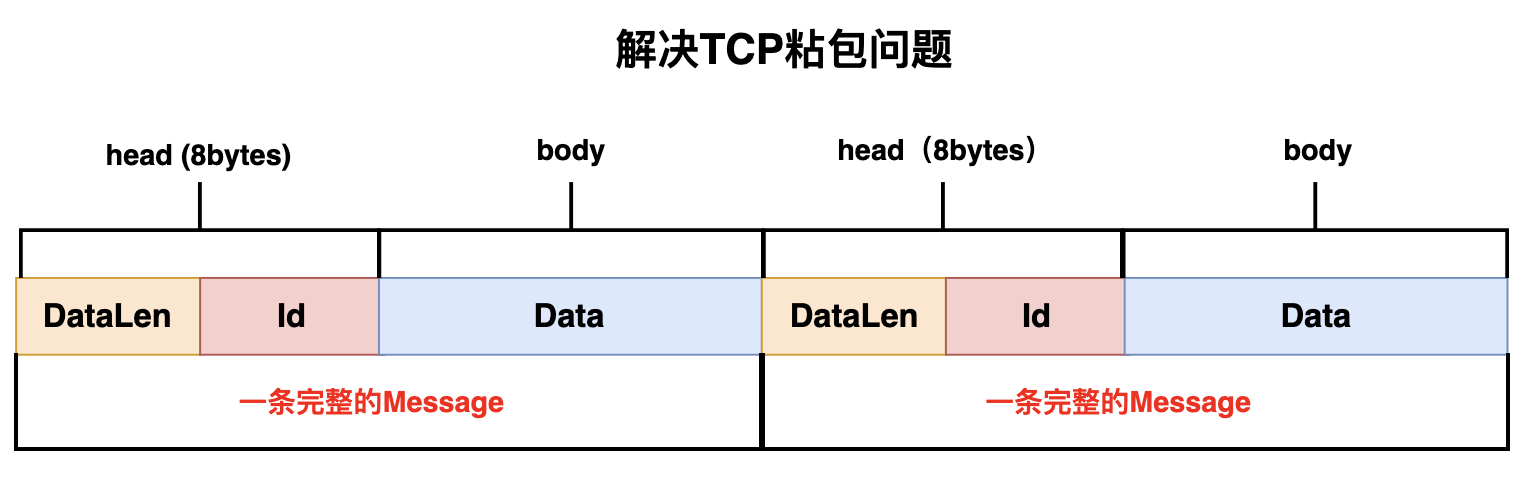 解决TCP粘包问题
head (8bytes)
body
head（8bytes）
body
DataLen
Id
Data
DataLen
Id
Data
一条完整的Message
一条完整的Message